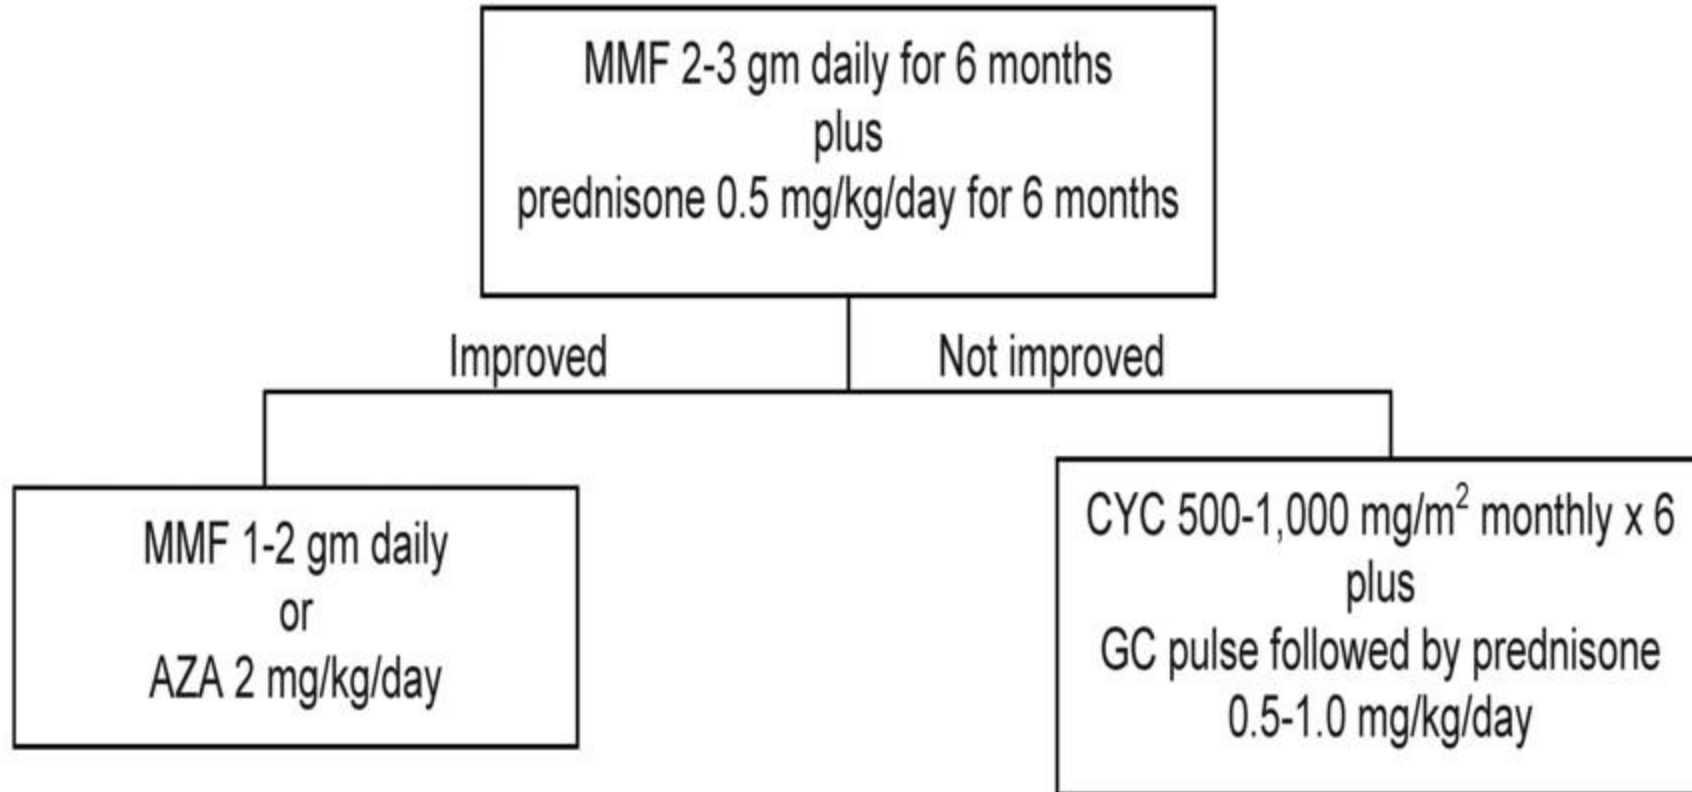 MMF 2-3 gm daily for 6 months
plus
prednisone 0.5 mg/kg/day for 6 months
Improved
Not improved
MMF 1-2 gm daily
or
AZA 2 mg/kg/day
CYC 500-1,000 mg/m² monthly x 6
plus
GC pulse followed by prednisone
0.5-1.0 mg/kg/day